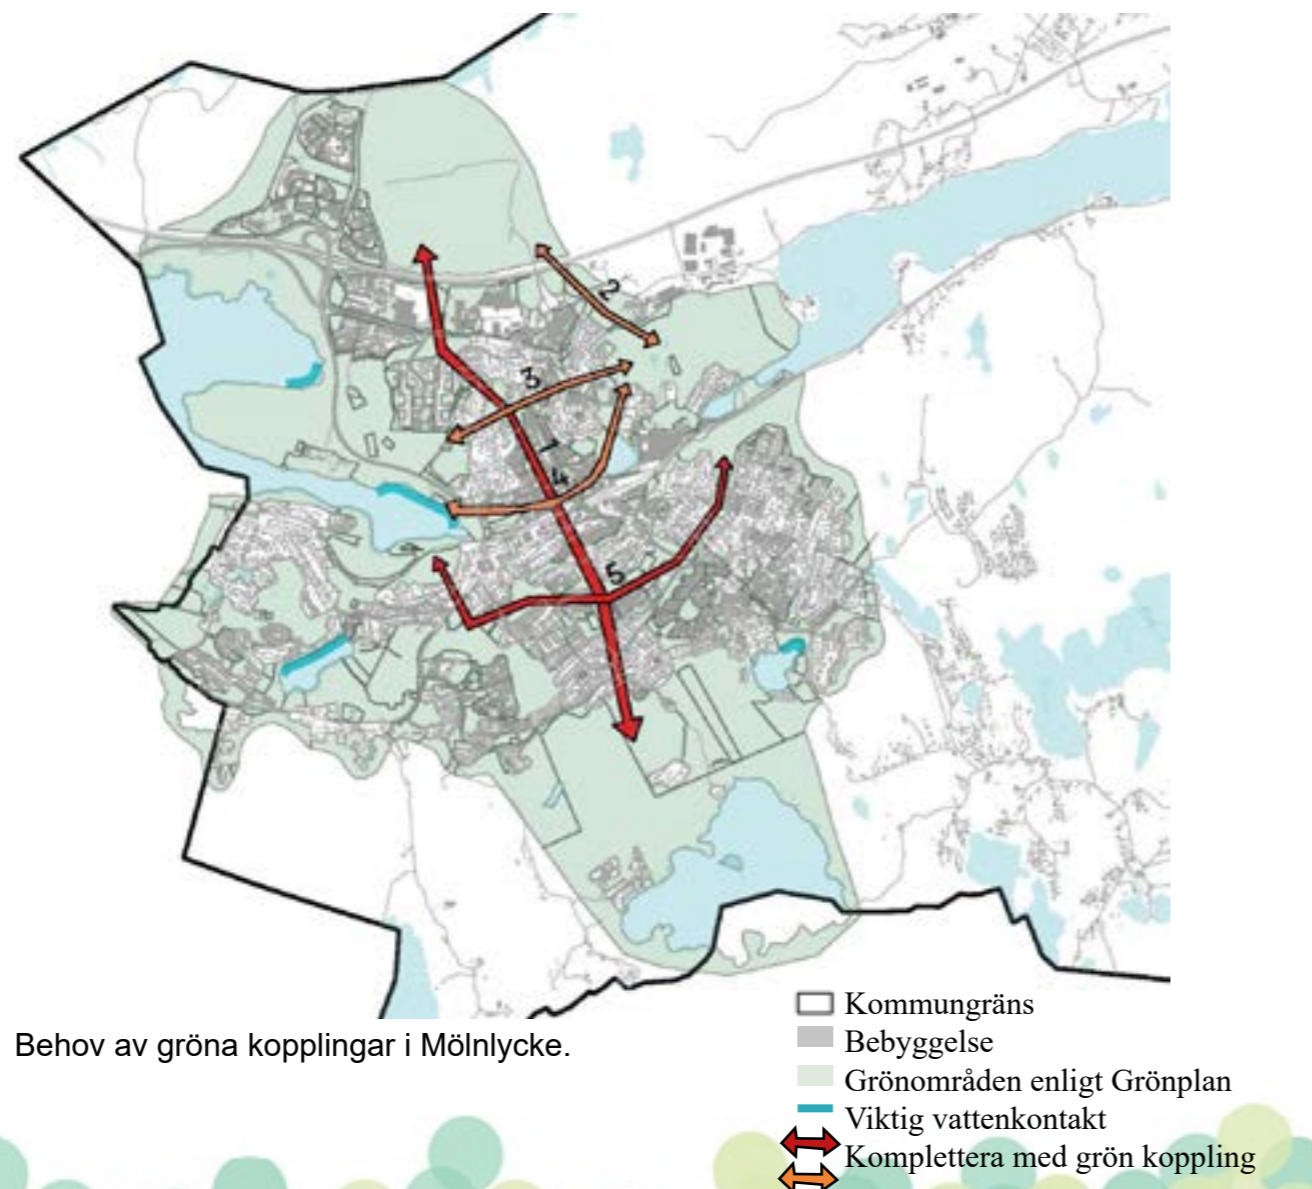 2
3
1
4
5
Behov av gröna kopplingar i Mölnlycke.
Kommungräns
Bebyggelse
Grönområden enligt Grönplan
Viktig vattenkontakt
Komplettera med grön koppling